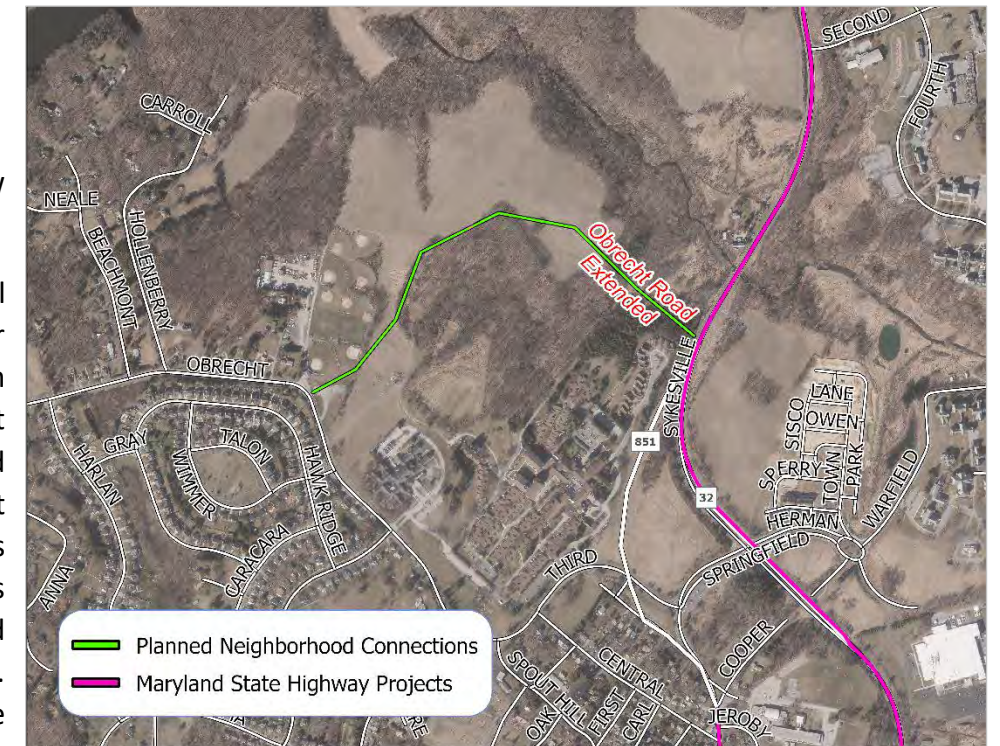 SECOND
FOURTH
CARROLL
NEALE
HOLLENBERRY
BEACHMONT
Obrecht Road
Extended
OBRECHT
SYKESVILLE
LANE
OWEN
SISCO
TOWN
PARK
SPERRY
HERMAN
WARFIELD
GRAY
TALON
WIMMER
HARLAN
HAWK RIDGE
851
32
CARACARA
ANNA
THIRD
SPRINGFIELD
COOPER
CENTRAL
SPOUT HILL
OAK
FIRST
CARL
JEROBY
Planned Neighborhood Connections
Maryland State Highway Projects